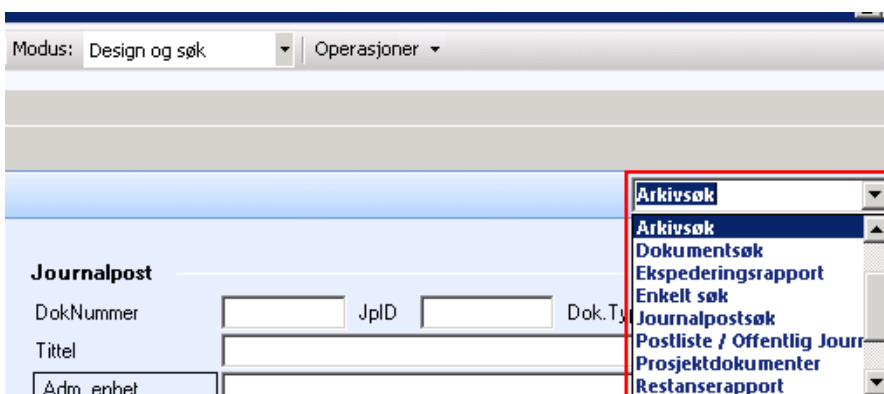 Modus: Design og søk Operasjoner
Arkivsøk
Arkivsøk
Dokumentsøk
Ekspederingsrapport
Enkelt søk
Journalpostsøk
Postliste / Offentlig Jourr
Prosjektdokumenter
Restanserapport
Journalpost
DokNummer JpID Dok.Ty
Tittel
Adm. enhet